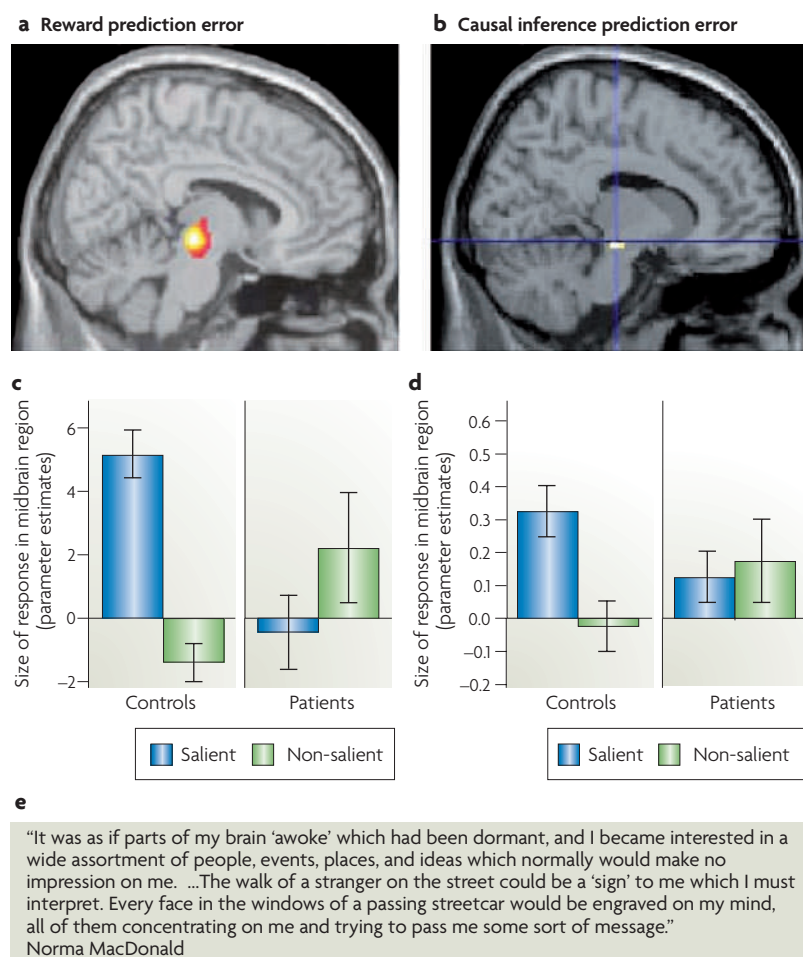 a Reward prediction error
b Causal inference prediction error
c
Size of response in midbrain region
(parameter estimates)
6
4
2
0
−2
Controls
Patients
Salient
Non-salient
d
Size of response in midbrain region
(parameter estimates)
0.6
0.5
0.4
0.3
0.2
0.1
0.0
−0.1
−0.2
Controls
Patients
Salient
Non-salient
e
“It was as if parts of my brain ‘awoke’ which had been dormant, and I became interested in a
wide assortment of people, events, places, and ideas which normally would make no
impression on me. ...The walk of a stranger on the street could be a ‘sign’ to me which I must
interpret. Every face in the windows of a passing streetcar would be engraved on my mind,
all of them concentrating on me and trying to pass me some sort of message.”
Norma MacDonald